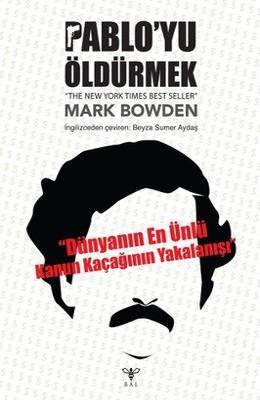 PABLO'YU
ÖLDÜRMEK
"THE NEW YORK TIMES BEST SELLER"
MARK BOWDEN
İngilizceden çeviren: Beyza Sumer Aydaş
"Dünyanın En Ünlü
Kanun Kaçağının Yakalanışı"
BAL